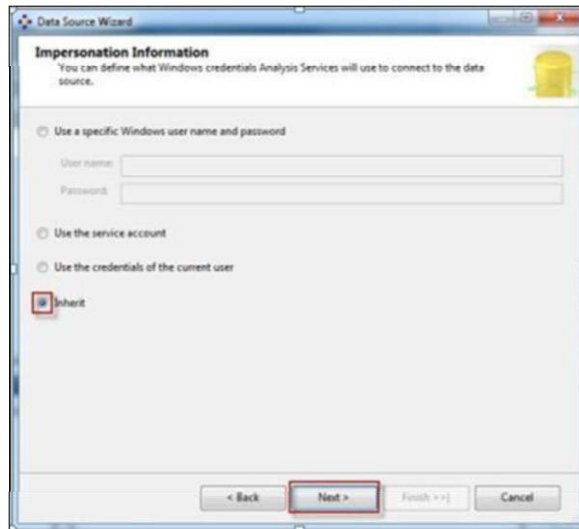 Data Source Wizard
Impersonation Information
You can define what Windows credentials Analysis Services will use to connect to the data
source.
Use a specific Windows user name and password
User name:
Password:
Use the service account
Use the credentials of the current user
Inherit
< Back
Next >
Finish >>|
Cancel